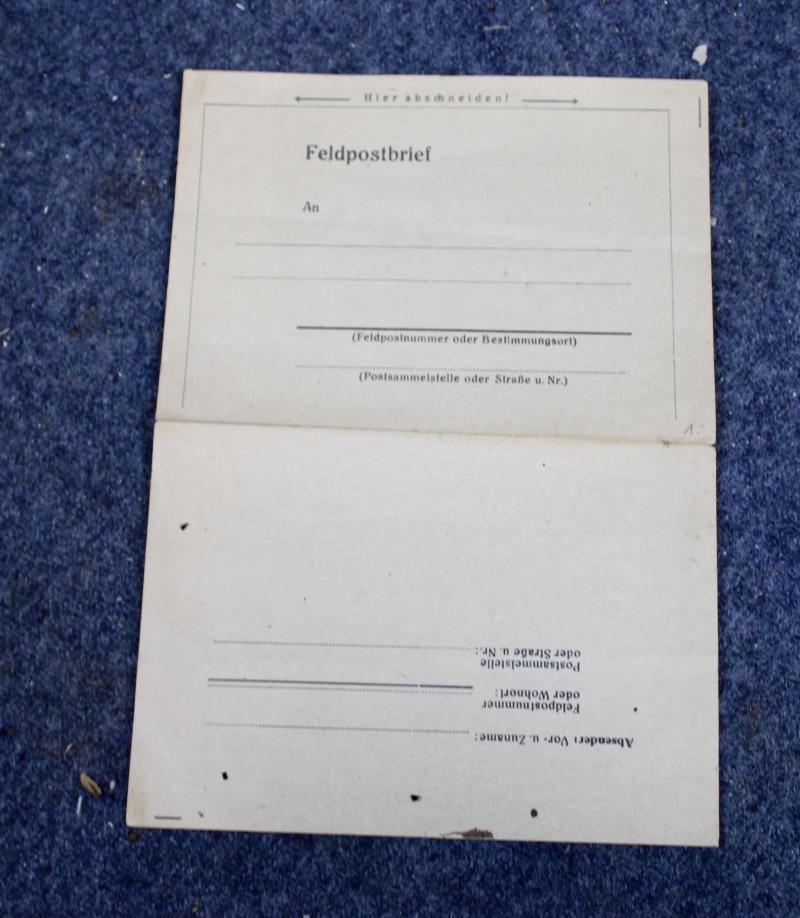 Hier abschneiden!
Feldpostbrief
An
(Feldpostnummer oder Bestimmungsort)
(Postsammelstelle oder Straße u. Nr.)
1.-
Absender: Vor- u. Zuname:
Feldpostnummer
oder Wohnort:
Postsammelstelle
oder Straße u. Nr.: